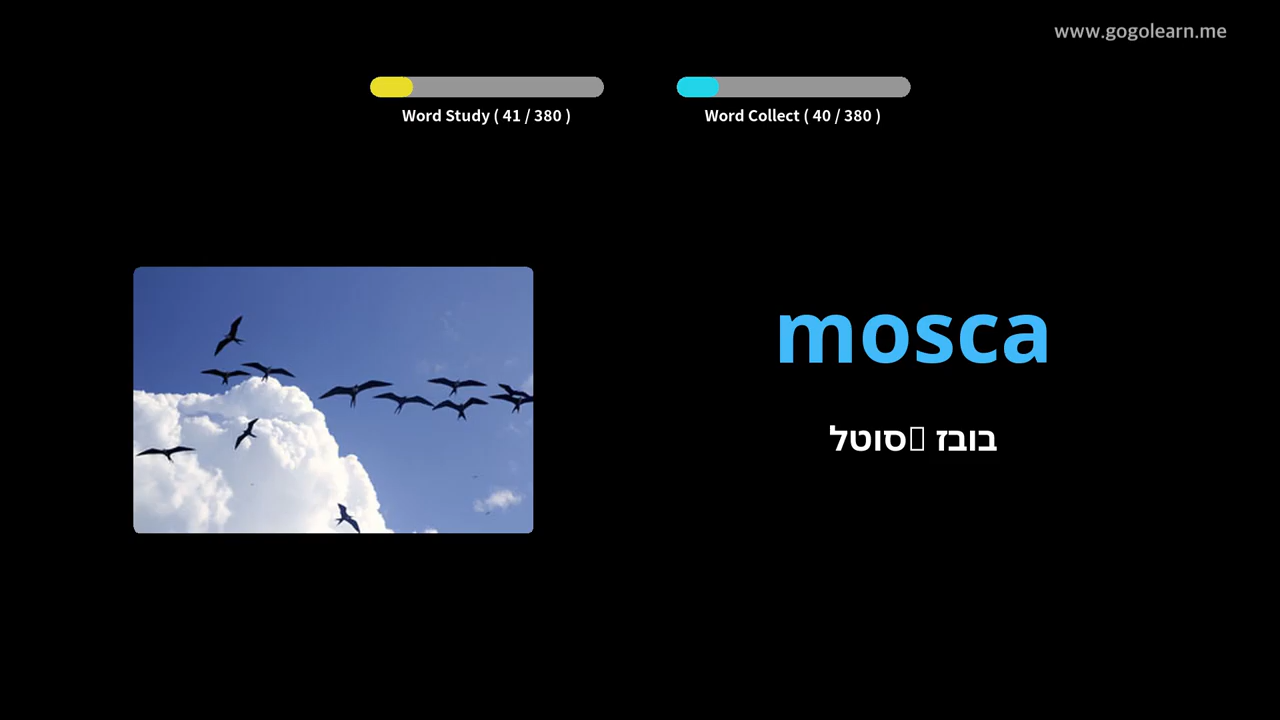 www.gogolearn.me
Word Study ( 41 / 380 )
Word Collect ( 40 / 380 )
mosca
בובז ▯סוטל